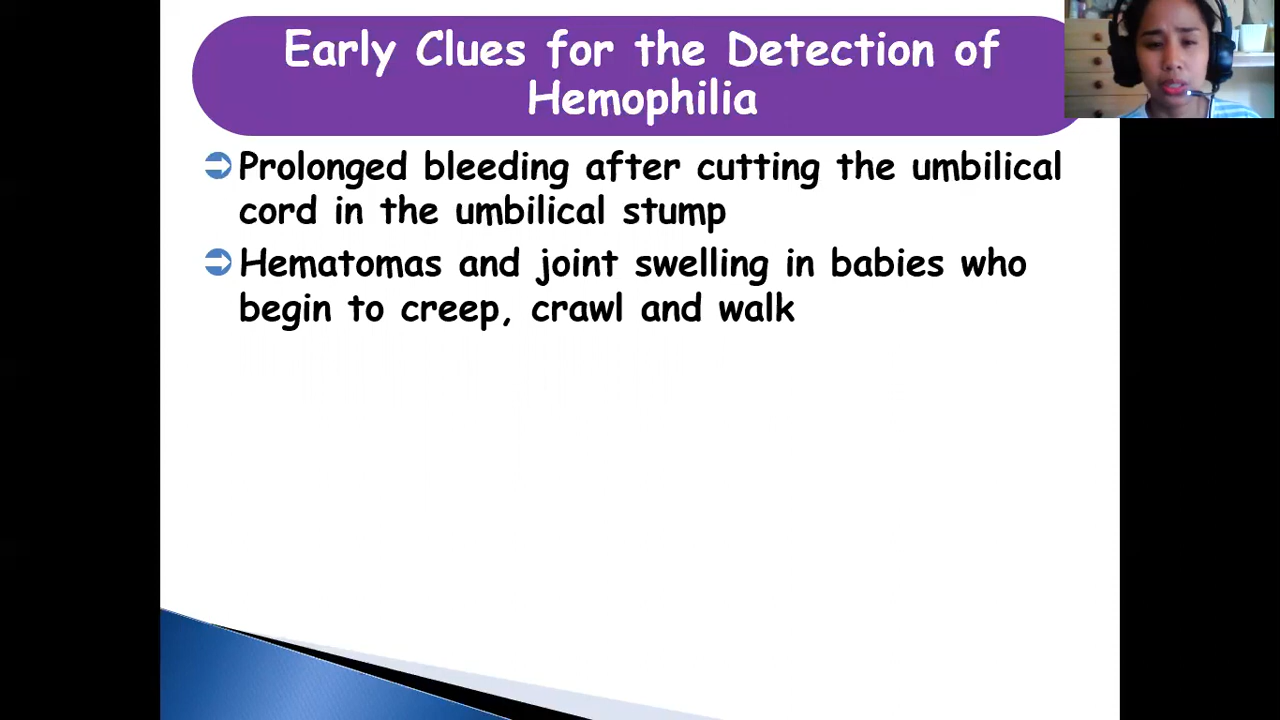 Early Clues for the Detection of
Hemophilia
Prolonged bleeding after cutting the umbilical
cord in the umbilical stump
Hematomas and joint swelling in babies who
begin to creep, crawl and walk